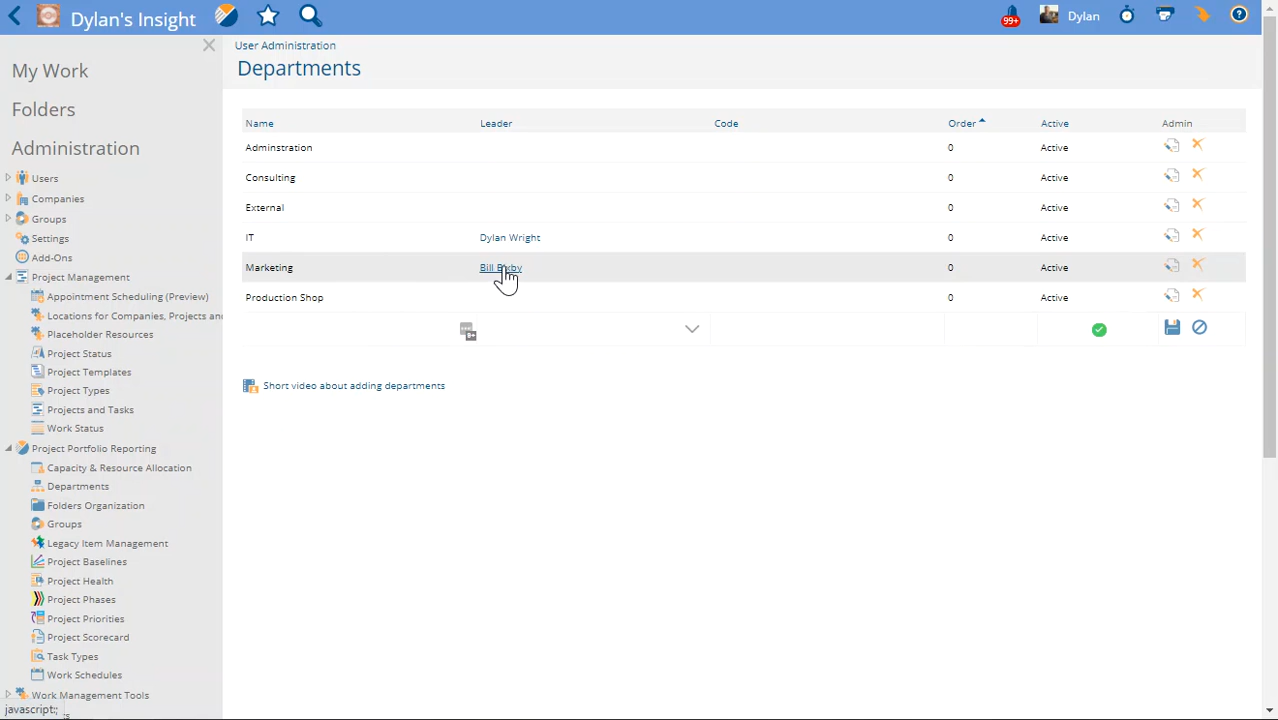 Dylan's Insight
99+
Dylan
My Work
Folders
Administration
Users
Companies
Groups
Settings
Add-Ons
Project Management
Appointment Scheduling (Preview)
Locations for Companies, Projects an
Placeholder Resources
Project Status
Project Templates
Project Types
Projects and Tasks
Work Status
Project Portfolio Reporting
Capacity & Resource Allocation
Departments
Folders Organization
Groups
Legacy Item Management
Project Baselines
Project Health
Project Phases
Project Priorities
Project Scorecard
Task Types
Work Schedules
Work Management Tools
javascript:;
User Administration
Departments
Name Leader Code Order Active Admin
Adminstration 0 Active
Consulting 0 Active
External 0 Active
IT Dylan Wright 0 Active
Marketing Bill 0 Active
Production Shop 0 Active
Short video about adding departments